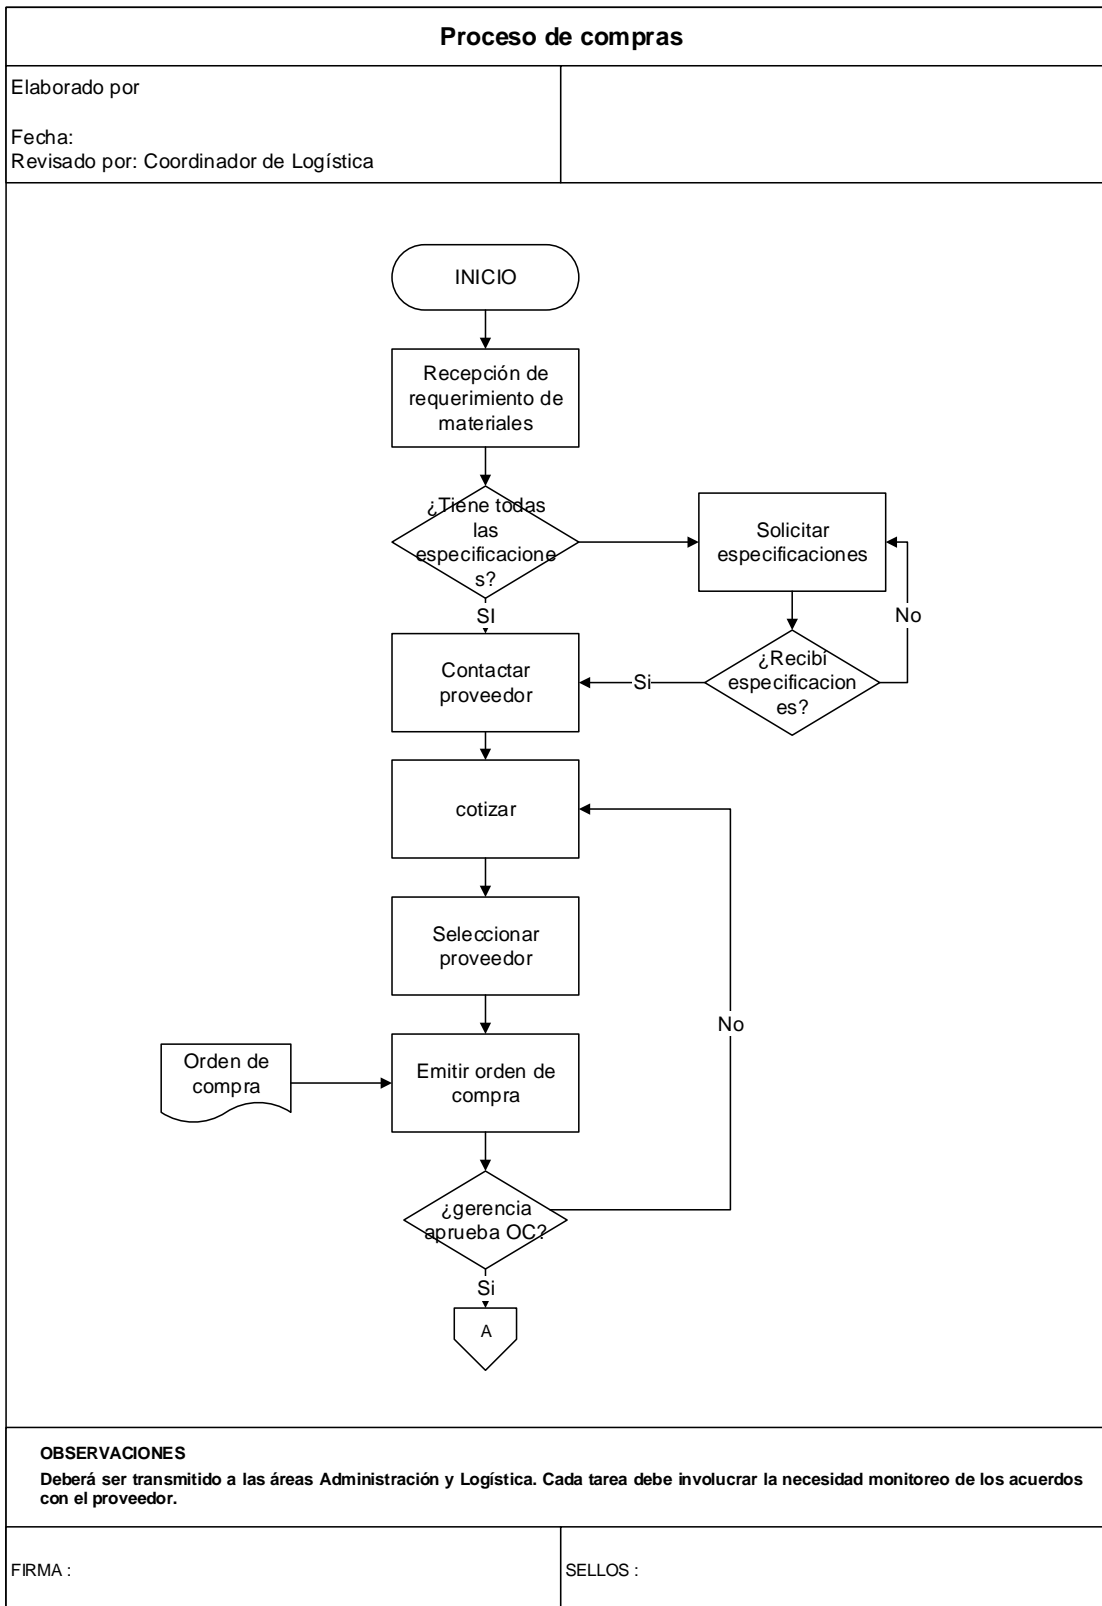 Proceso de compras
Elaborado por
Fecha:
Revisado por: Coordinador de Logística
INICIO
Recepción de
requerimiento de
materiales
¿Tiene todas
las
especificacione
s?
Solicitar
especificaciones
SI
No
Contactar
proveedor
Si
¿Recibí
especificacion
es?
cotizar
Seleccionar
proveedor
No
Orden de
compra
Emitir orden de
compra
¿gerencia
aprueba OC?
Si
A
OBSERVACIONES
Deberá ser transmitido a las áreas Administración y Logística. Cada tarea debe involucrar la necesidad monitoreo de los acuerdos
con el proveedor.
FIRMA :
SELLOS :